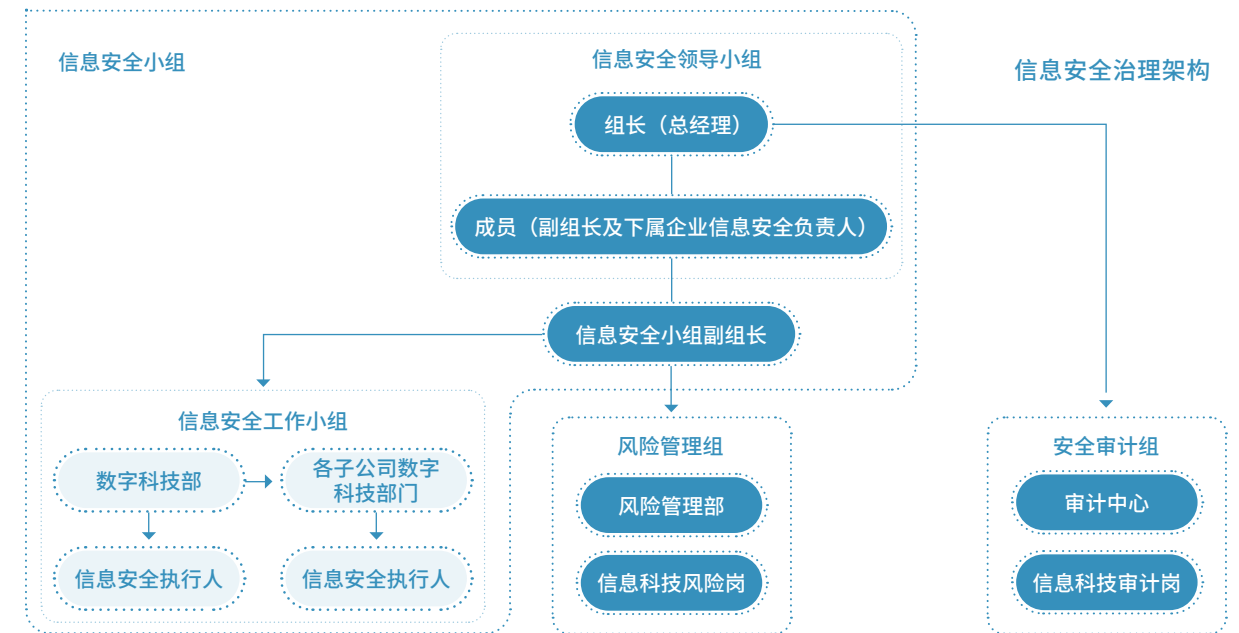 信息安全小组
信息安全领导小组
信息安全治理架构
组长（总经理）
成员（副组长及下属企业信息安全负责人）
信息安全小组副组长
信息安全工作小组
数字科技部
各子公司数字
科技部门
信息安全执行人
信息安全执行人
风险管理组
风险管理部
信息科技风险岗
安全审计组
审计中心
信息科技审计岗